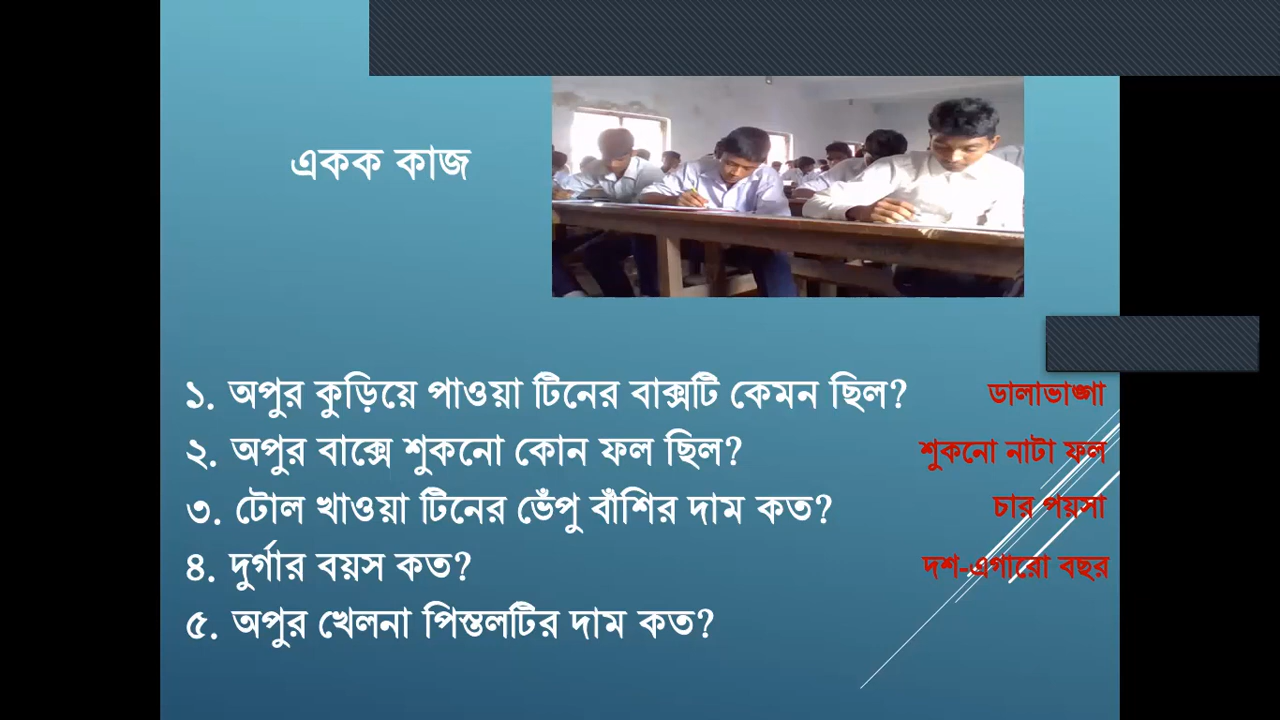 একক কাজ
১. অপুর কুড়িয়ে পাওয়া টিনের বাক্সটি কেমন ছিল? ডালাভাঙ্গা
২. অপুর বাক্সে শুকনো কোন ফল ছিল? শুকনো নাটা ফল
৩. টোল খাওয়া টিনের ভেঁপু বাঁশির দাম কত? চার পয়সা
৪. দুর্গার বয়স কত? দশ-এগারো বছর
৫. অপুর খেলনা পিস্তলটির দাম কত?